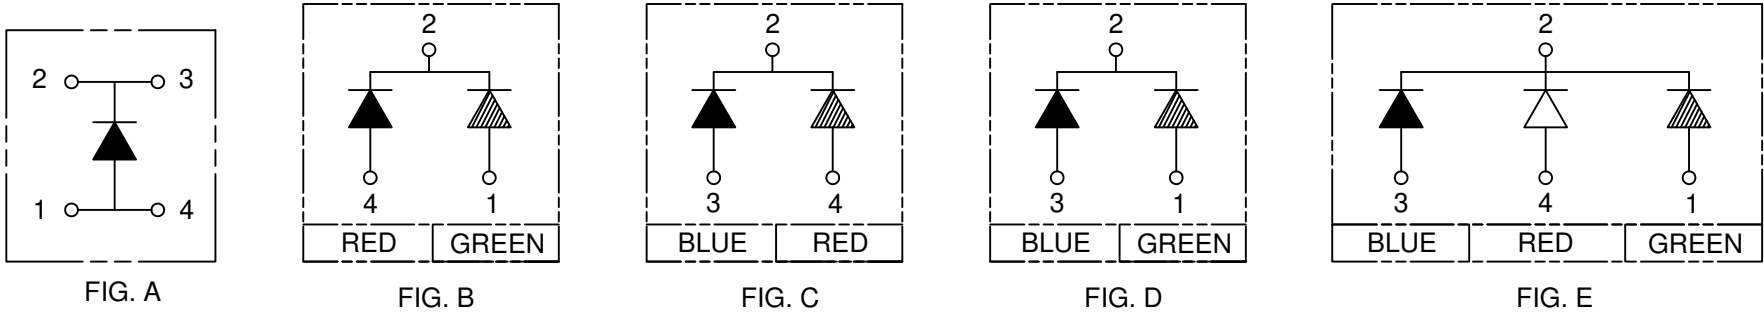 2 3
1 4
FIG. A
2
4 1
RED GREEN
FIG. B
2
3 4
BLUE RED
FIG. C
2
3 1
BLUE GREEN
FIG. D
2
3 4 1
BLUE RED GREEN
FIG. E